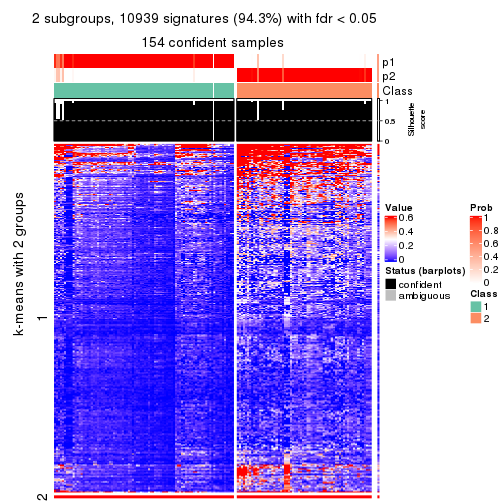 2 subgroups, 10939 signatures (94.3%) with fdr < 0.05
154 confident samples
p1
p2
Class
1
0.5
0
Silhouette
score
k-means with 2 groups
1
2
Value
0.6
0.4
0.2
0
Status (barplots)
confident
ambiguous
Prob
1
0.8
0.6
0.4
0.2
0
Class
1
2